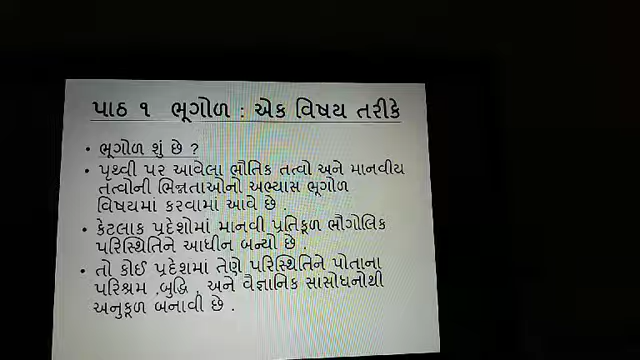 પાઠ ૧ ભૂગોળ : એક વિષય તરીકે
• ભૂગોળ શું છે ?
• પૃથ્વી પર આવેલા ભૌતિક તત્વો અને માનવીય
તત્વોની ભિન્નતાઓનો અભ્યાસ ભૂગોળ
વિષયમાં કરવામાં આવે છે .
• કેટલાક પ્રદેશોમાં માનવી પ્રતિકૂળ ભૌગોલિક
પરિસ્થિતિને આધીન બન્યો છે .
• તો કોઈ પ્રદેશમાં તેણે પરિસ્થિતિને પોતાના
પરિશ્રમ ,બુદ્ધિ , અને વૈજ્ઞાનિક સાંસોધનોથી
અનુકૂળ બનાવી છે .